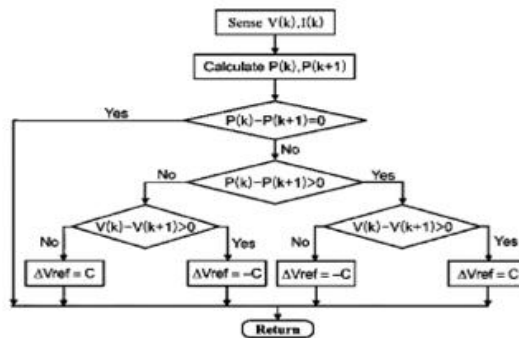 Sense V(k),I(k)
Calculate P(k),P(k+1)
Yes
P(k)−P(k+1)=0
No
No
P(k)−P(k+1)>0
Yes
V(k)−V(k+1)>0
V(k)−V(k+1)>0
No
Yes
No
Yes
ΔVref = C
ΔVref = −C
ΔVref = −C
ΔVref = C
Return